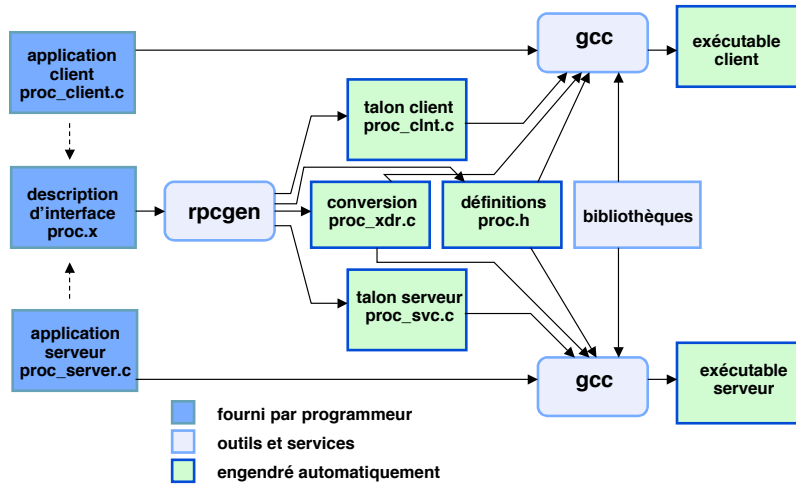 application
client
proc_client.c
gcc
exécutable
client
talon client
proc_clnt.c
description
d'interface
proc.x
rpcgen
conversion
proc_xdr.c
définitions
proc.h
bibliothèques
talon serveur
proc_svc.c
application
serveur
proc_server.c
gcc
exécutable
serveur
fourni par programmeur
outils et services
engendré automatiquement